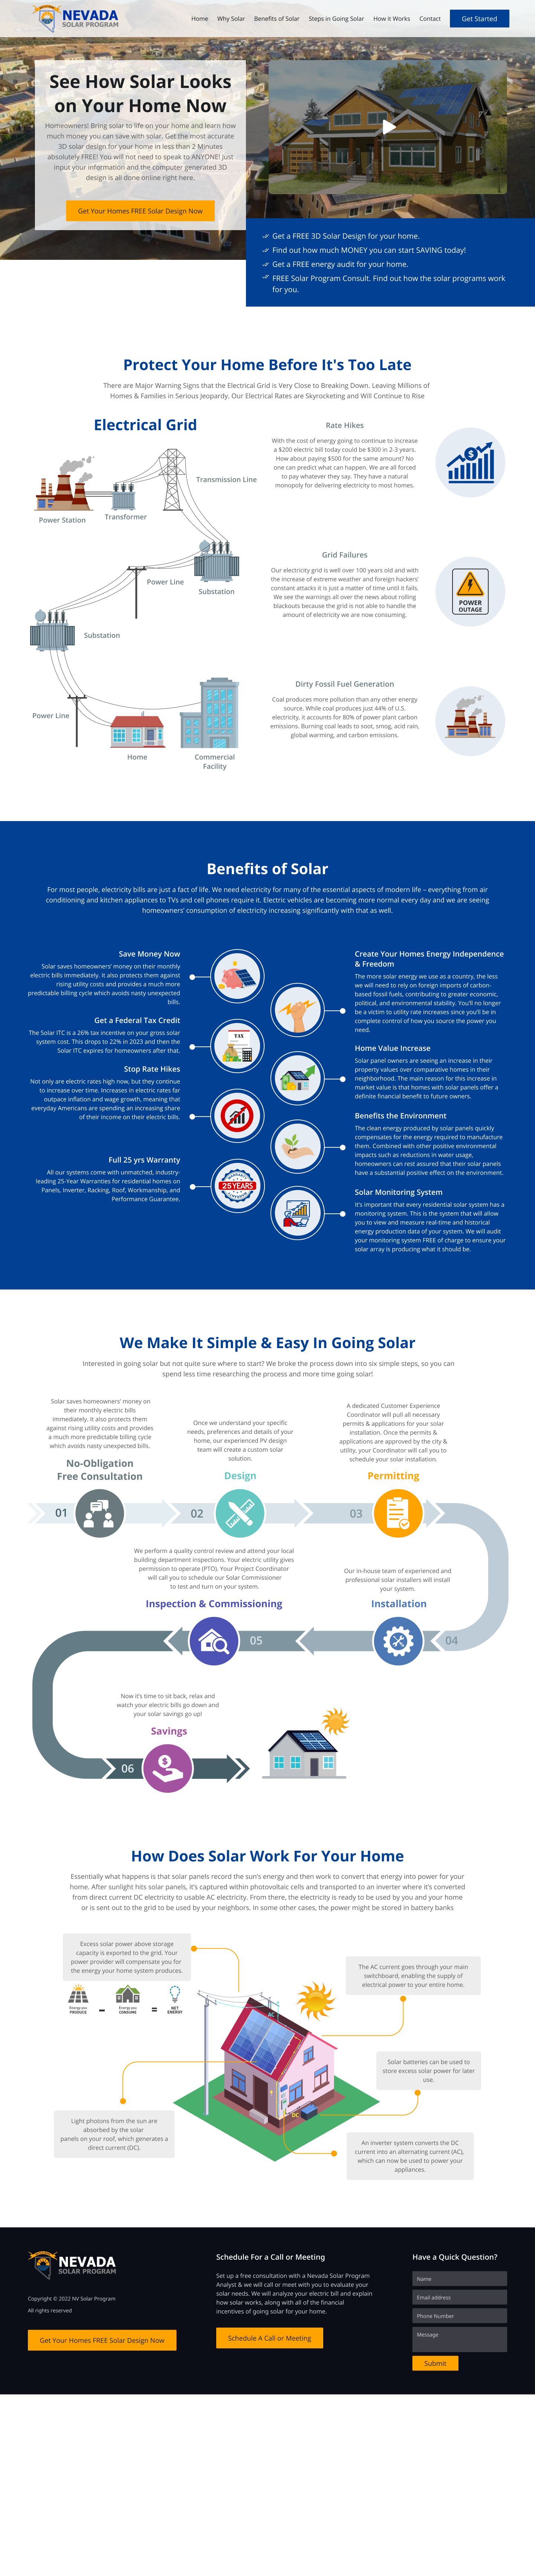 NEVADA
SOLAR PROGRAM
Home
Why Solar
Benefits of Solar
Steps in Going Solar
How it Works
Contact
Get Started
See How Solar Looks
on Your Home Now
Homeowners! Bring solar to life on your home and learn how
much money you can save with solar. Get the most accurate
3D solar design for your home in less than 2 Minutes
absolutely FREE! You will not need to speak to ANYONE! Just
input your information and the computer generated 3D
design is all done online right here.
Get Your Homes FREE Solar Design Now
Get a FREE 3D Solar Design for your home.
Find out how much MONEY you can start SAVING today!
Get a FREE energy audit for your home.
FREE Solar Program Consult. Find out how the solar programs work
for you.
Protect Your Home Before It's Too Late
There are Major Warning Signs that the Electrical Grid is Very Close to Breaking Down. Leaving Millions of
Homes & Families in Serious Jeopardy. Our Electrical Rates are Skyrocketing and Will Continue to Rise
Electrical Grid
Power Station
Transformer
Transmission Line
Power Line
Substation
Substation
Power Line
Home
Commercial
Facility
Rate Hikes
With the cost of energy going to continue to increase
a $200 electric bill today could be $300 in 2-3 years.
How about paying $500 for the same amount? No
one can predict what can happen. We are all forced
to pay whatever they say. They have a natural
monopoly for delivering electricity to most homes.
Grid Failures
Our electricity grid is well over 100 years old and with
the increase of extreme weather and foreign hackers'
constant attacks it is just a matter of time until it fails.
We see the warnings all over the news about rolling
blackouts because the grid is not able to handle the
amount of electricity we are now consuming.
POWER
OUTAGE
Dirty Fossil Fuel Generation
Coal produces more pollution than any other energy
source. While coal produces just 44% of U.S.
electricity, it accounts for 80% of power plant carbon
emissions. Burning coal leads to soot, smog, acid rain,
global warming, and carbon emissions.
Benefits of Solar
For most people, electricity bills are just a fact of life. We need electricity for many of the essential aspects of modern life – everything from air
conditioning and kitchen appliances to TVs and cell phones require it. Electric vehicles are becoming more normal every day and we are seeing
homeowners' consumption of electricity increasing significantly with that as well.
Save Money Now
Solar saves homeowners' money on their monthly
electric bills immediately. It also protects them against
rising utility costs and provides a much more
predictable billing cycle which avoids nasty unexpected
bills.
Get a Federal Tax Credit
The Solar ITC is a 26% tax incentive on your gross solar
system cost. This drops to 22% in 2023 and then the
Solar ITC expires for homeowners after that.
Stop Rate Hikes
Not only are electric rates high now, but they continue
to increase over time. Increases in electric rates far
outpace inflation and wage growth, meaning that
everyday Americans are spending an increasing share
of their income on their electric bills.
Full 25 yrs Warranty
All our systems come with unmatched, industry-
leading 25-Year Warranties for residential homes on
Panels, Inverter, Racking, Roof, Workmanship, and
Performance Guarantee.
TAX
25 YEARS
Create Your Homes Energy Independence
& Freedom
The more solar energy we use as a country, the less
we will need to rely on foreign imports of carbon-
based fossil fuels, contributing to greater economic,
political, and environmental stability. You'll no longer
be a victim to utility rate increases since you'll be in
complete control of how you source the power you
need.
Home Value Increase
Solar panel owners are seeing an increase in their
property values over comparative homes in their
neighborhood. The main reason for this increase in
market value is that homes with solar panels offer a
definite financial benefit to future owners.
Benefits the Environment
The clean energy produced by solar panels quickly
compensates for the energy required to manufacture
them. Combined with other positive environmental
impacts such as reductions in water usage,
homeowners can rest assured that their solar panels
have a substantial positive effect on the environment.
Solar Monitoring System
It's important that every residential solar system has a
monitoring system. This is the system that will allow
you to view and measure real-time and historical
energy production data of your system. We will audit
your monitoring system FREE of charge to ensure your
solar array is producing what it should be.
We Make It Simple & Easy In Going Solar
Interested in going solar but not quite sure where to start? We broke the process down into six simple steps, so you can
spend less time researching the process and more time going solar!
Solar saves homeowners' money on
their monthly electric bills
immediately. It also protects them
against rising utility costs and provides
a much more predictable billing cycle
which avoids nasty unexpected bills.
No-Obligation
Free Consultation
01
Once we understand your specific
needs, preferences and details of your
home, our experienced PV design
team will create a custom solar
solution.
Design
02
A dedicated Customer Experience
Coordinator will pull all necessary
permits & applications for your solar
installation. Once the permits &
applications are approved by the city &
utility, your Coordinator will call you to
schedule your solar installation.
Permitting
03
We perform a quality control review and attend your local
building department inspections. Your electric utility gives
permission to operate (PTO). Your Project Coordinator
will call you to schedule our Solar Commissioner
to test and turn on your system.
Inspection & Commissioning
05
Our in-house team of experienced and
professional solar installers will install
your system.
Installation
04
Now it's time to sit back, relax and
watch your electric bills go down and
your solar savings go up!
Savings
06
How Does Solar Work For Your Home
Essentially what happens is that solar panels record the sun's energy and then work to convert that energy into power for your
home. After sunlight hits solar panels, it's captured within photovoltaic cells and transported to an inverter where it's converted
from direct current DC electricity to usable AC electricity. From there, the electricity is ready to be used by you and your home
or is sent out to the grid to be used by your neighbors. In some other cases, the power might be stored in battery banks
Excess solar power above storage
capacity is exported to the grid. Your
power provider will compensate you for
the energy your home system produces.
Energy you
PRODUCE
–
Energy you
CONSUME
=
NET
ENERGY
The AC current goes through your main
switchboard, enabling the supply of
electrical power to your entire home.
AC
DC
Solar batteries can be used to
store excess solar power for later
use.
Light photons from the sun are
absorbed by the solar
panels on your roof, which generates a
direct current (DC).
An inverter system converts the DC
current into an alternating current (AC),
which can now be used to power your
appliances.
NEVADA
SOLAR PROGRAM
Copyright © 2022 NV Solar Program
All rights reserved
Get Your Homes FREE Solar Design Now
Schedule For a Call or Meeting
Set up a free consultation with a Nevada Solar Program
Analyst & we will call or meet with you to evaluate your
solar needs. We will analyze your electric bill and explain
how solar works, along with all of the financial
incentives of going solar for your home.
Schedule A Call or Meeting
Have a Quick Question?
Name
Email address
Phone Number
Message
Submit